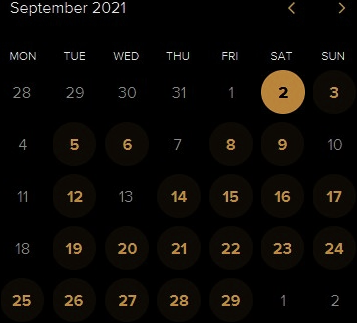 September 2021
MON TUE WED THU FRI SAT SUN
28 29 30 31 1 2 3
4 5 6 7 8 9 10
11 12 13 14 15 16 17
18 19 20 21 22 23 24
25 26 27 28 29 1 2